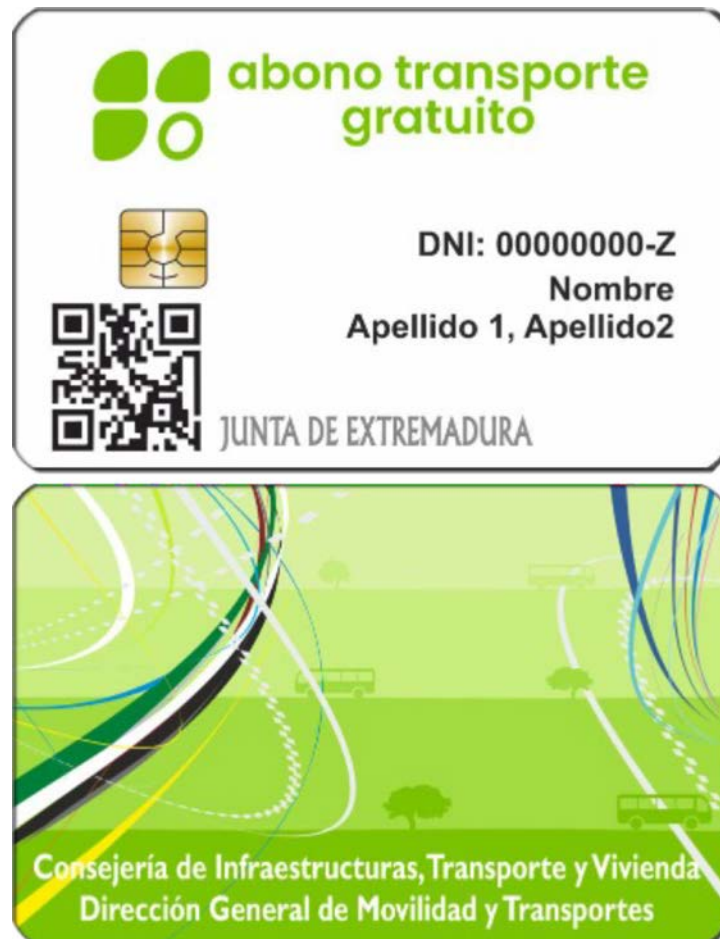 abono transporte
gratuito
DNI: 00000000-Z
Nombre
Apellido 1, Apellido2
JUNTA DE EXTREMADURA
Consejería de Infraestructuras, Transporte y Vivienda
Dirección General de Movilidad y Transportes